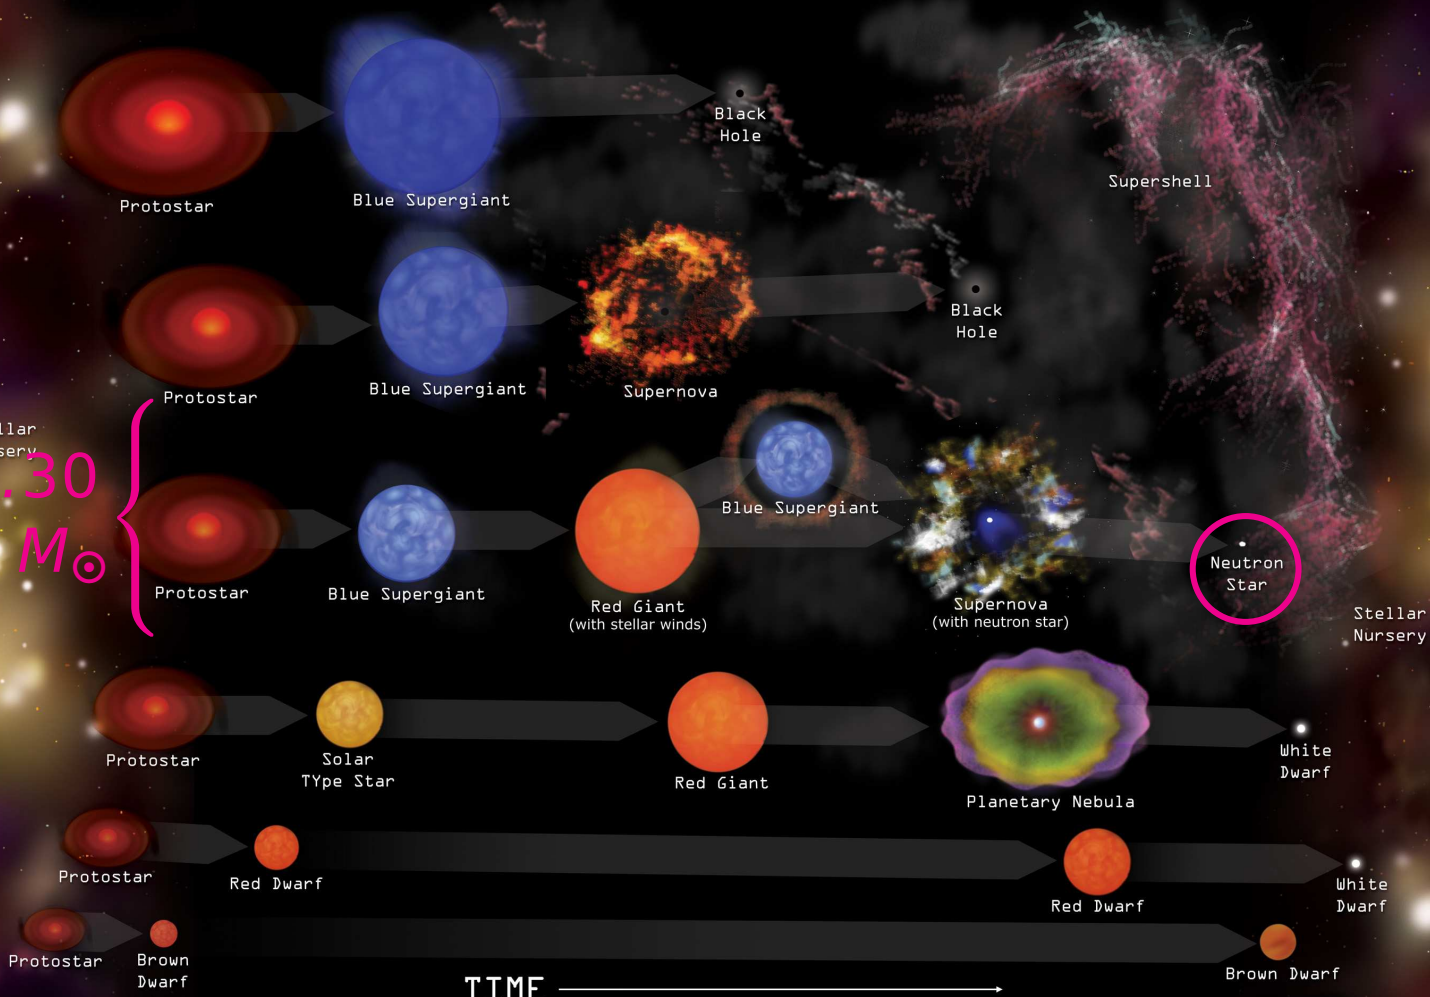 Black
Hole
Supershell
Protostar
Blue Supergiant
Black
Hole
Protostar
Blue Supergiant
Supernova
llar
sery
.30
M☉
Blue Supergiant
Protostar
Blue Supergiant
Red Giant
(with stellar winds)
Supernova
(with neutron star)
Neutron
Star
Stellar
Nursery
Protostar
Solar
TYpe Star
Red Giant
Planetary Nebula
White
Dwarf
Protostar
Red Dwarf
Red Dwarf
White
Dwarf
Protostar
Brown
Dwarf
Brown Dwarf
TIME